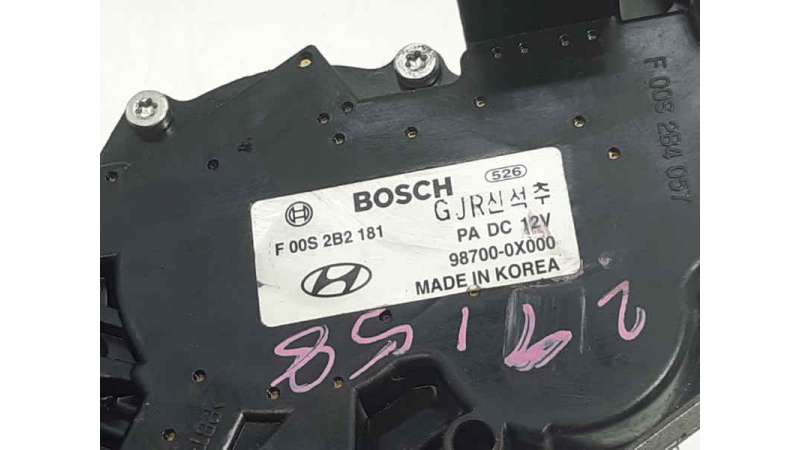 F 00S 2B4 057
526
BOSCH
GJR신석추
F 00S 2B2 181
PA DC 12V
98700-0X000
MADE IN KOREA